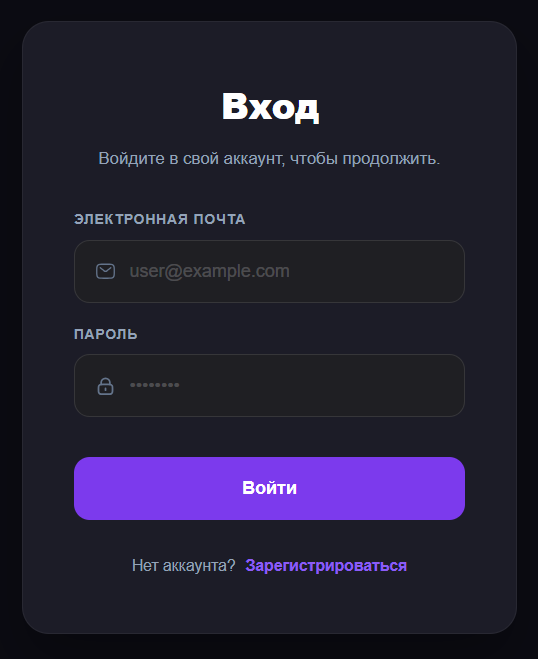 Вход
Войдите в свой аккаунт, чтобы продолжить.
ЭЛЕКТРОННАЯ ПОЧТА
user@example.com
ПАРОЛЬ
••••••••
Войти
Нет аккаунта? Зарегистрироваться